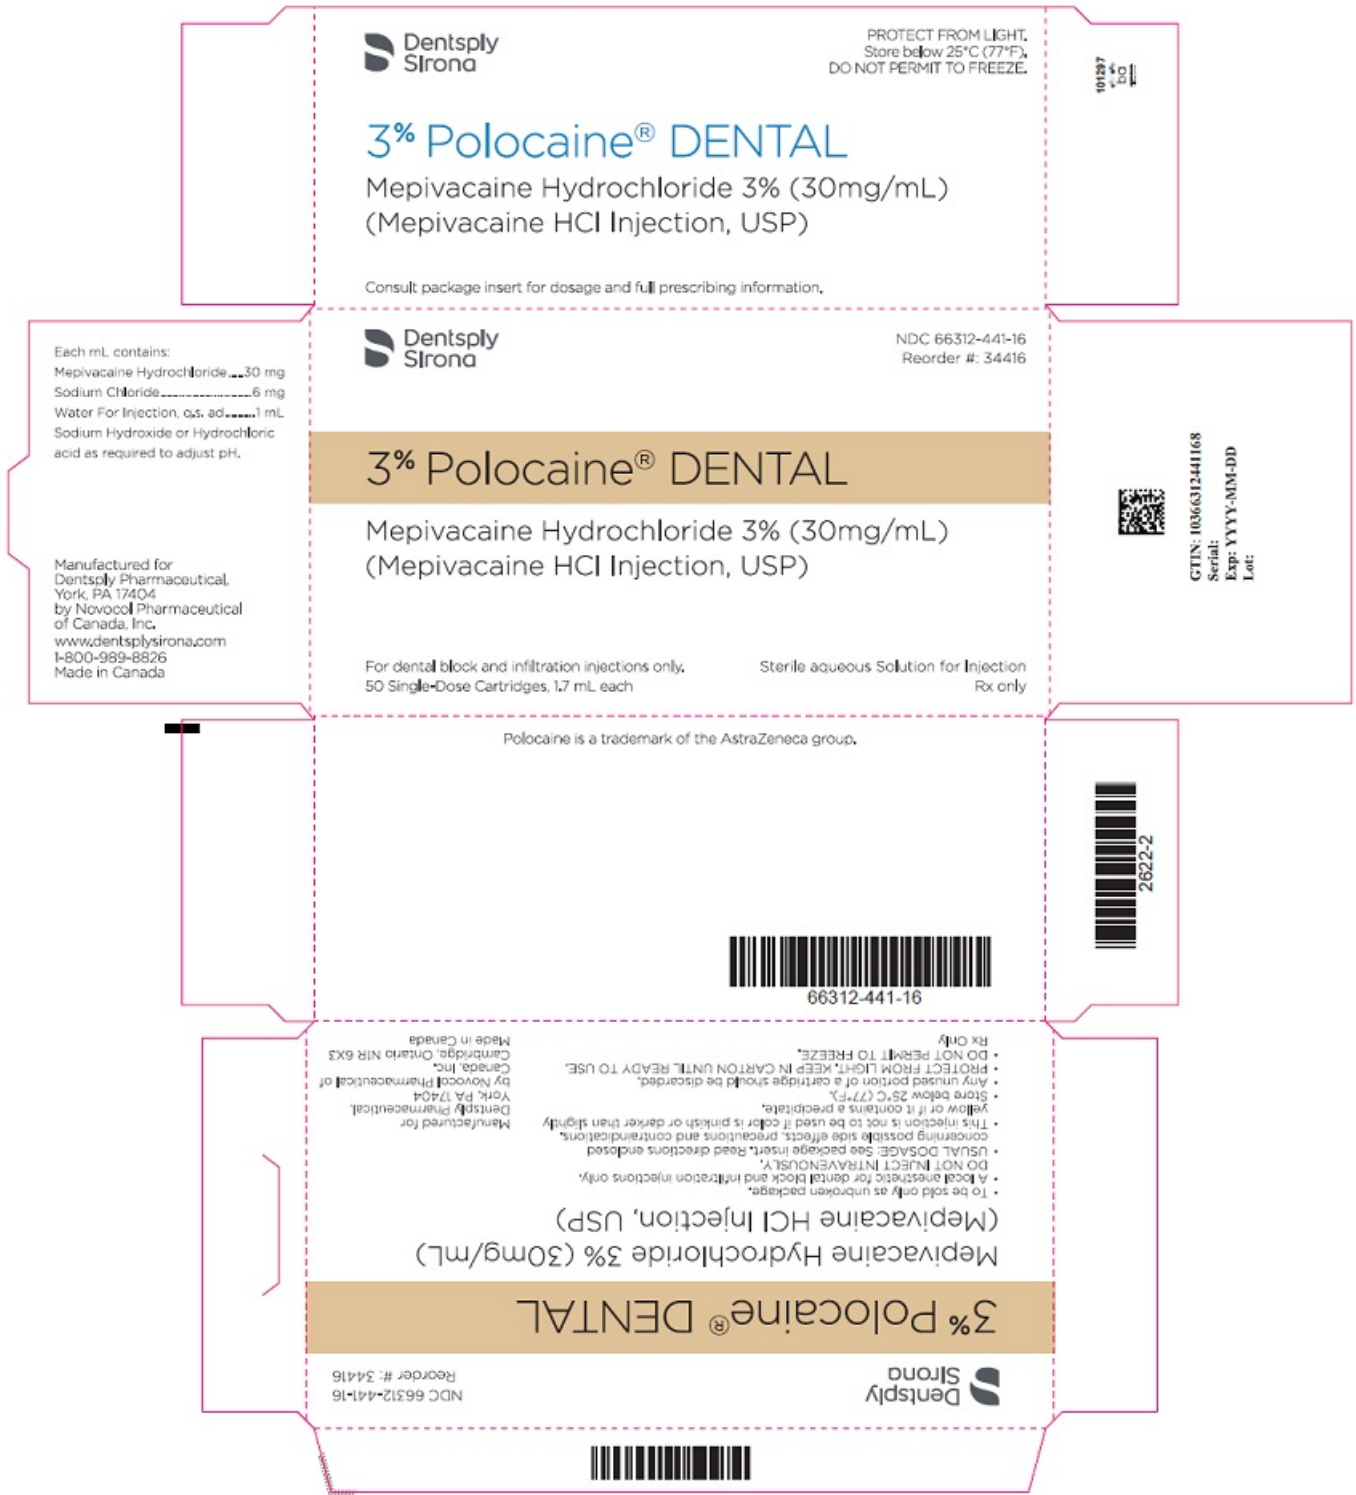 Dentsply
Sirona
PROTECT FROM LIGHT.
Store below 25°C (77°F).
DO NOT PERMIT TO FREEZE.
101297
3% Polocaine® DENTAL
Mepivacaine Hydrochloride 3% (30mg/mL)
(Mepivacaine HCl Injection, USP)
Consult package insert for dosage and full prescribing information.
Each mL contains:
Mepivacaine Hydrochloride....30 mg
Sodium Chloride........................6 mg
Water For Injection, q.s. ad........1 mL
Sodium Hydroxide or Hydrochloric
acid as required to adjust pH.
Manufactured for
Dentsply Pharmaceutical,
York, PA 17404
by Novocol Pharmaceutical
of Canada, Inc.
www.dentsplysirona.com
1-800-989-8826
Made in Canada
Dentsply
Sirona
NDC 66312-441-16
Reorder #: 34416
3% Polocaine® DENTAL
Mepivacaine Hydrochloride 3% (30mg/mL)
(Mepivacaine HCl Injection, USP)
For dental block and infiltration injections only.
50 Single-Dose Cartridges, 1.7 mL each
Sterile aqueous Solution for Injection
Rx only
GTIN: 10366312441168
Serial:
Exp: YYYY-MM-DD
Lot:
Polocaine is a trademark of the AstraZeneca group.
66312-441-16
2622-2
Dentsply
Sirona
NDC 66312-441-16
Reorder #: 34416
3% Polocaine® DENTAL
Mepivacaine Hydrochloride 3% (30mg/mL)
(Mepivacaine HCl Injection, USP)
• To be sold only as unbroken package.
• A local anesthetic for dental block and infiltration injections only.
DO NOT INJECT INTRAVENOUSLY.
• USUAL DOSAGE: See package insert. Read directions enclosed
concerning possible side effects, precautions and contraindications.
• This injection is not to be used if color is pinkish or darker than slightly
yellow or if it contains a precipitate.
• Store below 25°C (77°F).
• Any unused portion of a cartridge should be discarded.
• PROTECT FROM LIGHT. KEEP IN CARTON UNTIL READY TO USE.
• DO NOT PERMIT TO FREEZE.
Rx Only
Manufactured for
Dentsply Pharmaceutical,
York, PA 17404
by Novocol Pharmaceutical of
Canada, Inc.
Cambridge, Ontario N1R 6X3
Made in Canada